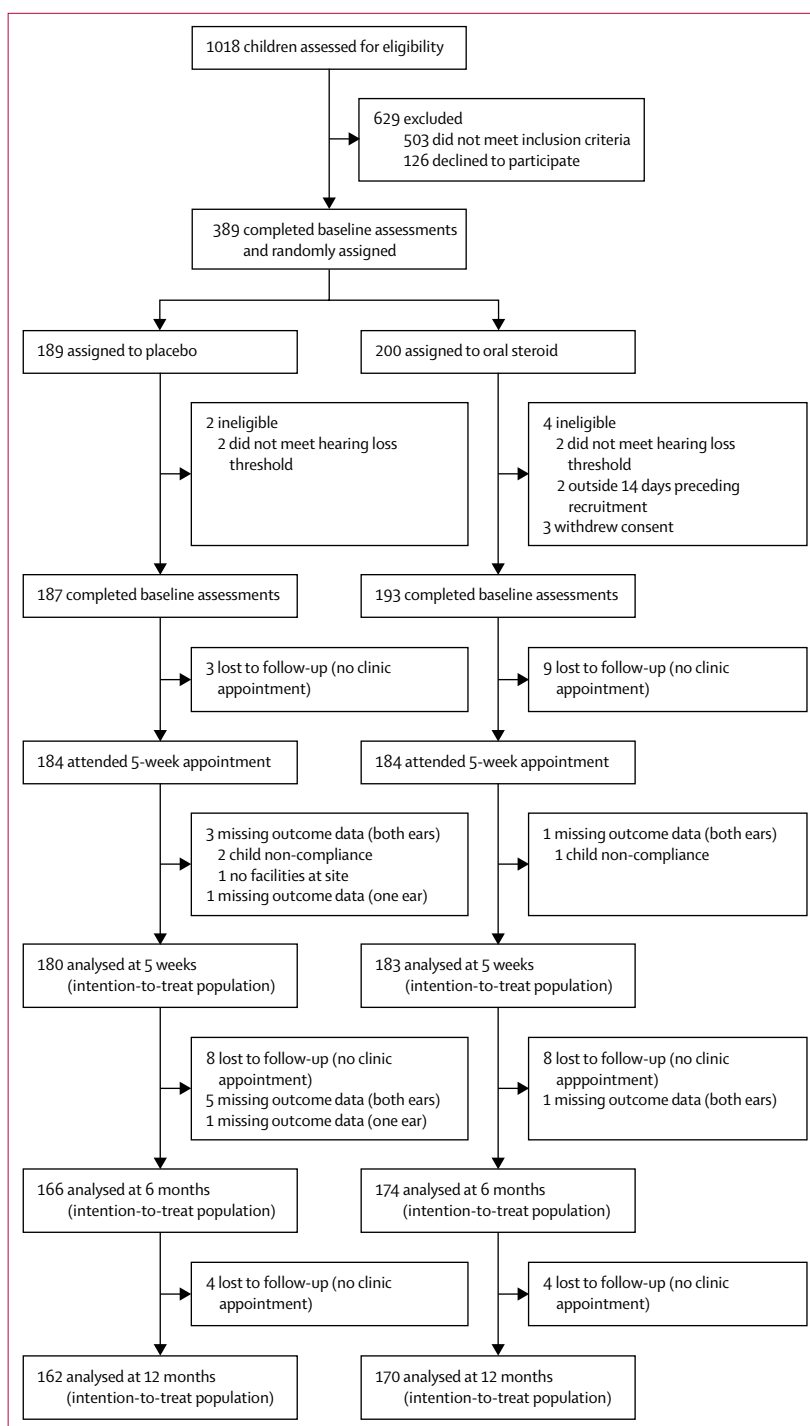 1018 children assessed for eligibility
629 excluded
503 did not meet inclusion criteria
126 declined to participate
389 completed baseline assessments
and randomly assigned
189 assigned to placebo
200 assigned to oral steroid
2 ineligible
2 did not meet hearing loss
threshold
4 ineligible
2 did not meet hearing loss
threshold
2 outside 14 days preceding
recruitment
3 withdrew consent
187 completed baseline assessments
193 completed baseline assessments
3 lost to follow-up (no clinic
appointment)
9 lost to follow-up (no clinic
appointment)
184 attended 5-week appointment
184 attended 5-week appointment
3 missing outcome data (both ears)
2 child non-compliance
1 no facilities at site
1 missing outcome data (one ear)
1 missing outcome data (both ears)
1 child non-compliance
180 analysed at 5 weeks
(intention-to-treat population)
183 analysed at 5 weeks
(intention-to-treat population)
8 lost to follow-up (no clinic
apppointment)
5 missing outcome data (both ears)
1 missing outcome data (one ear)
8 lost to follow-up (no clinic
apppointment)
1 missing outcome data (both ears)
166 analysed at 6 months
(intention-to-treat population)
174 analysed at 6 months
(intention-to-treat population)
4 lost to follow-up (no clinic
appointment)
4 lost to follow-up (no clinic
appointment)
162 analysed at 12 months
(intention-to-treat population)
170 analysed at 12 months
(intention-to-treat population)